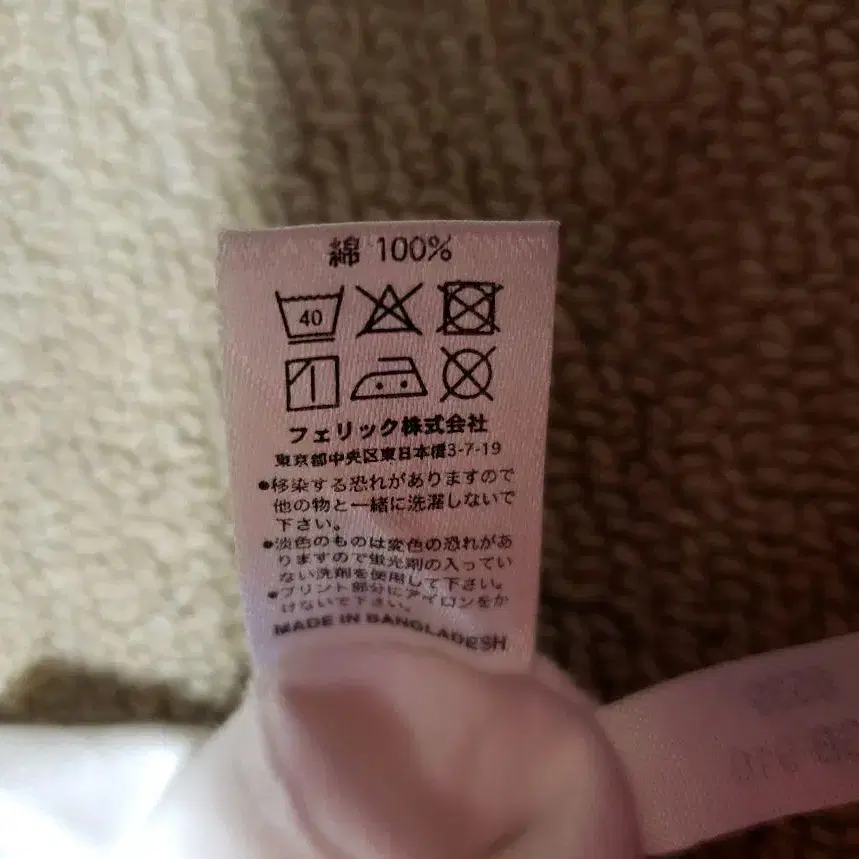 綿 100%
40
フェリック株式会社
東京都中央区東日本橋3-7-19
●移染する恐れがありますので
他の物と一緒に洗濯しないで
下さい。
●淡色のものは変色の恐れがあ
りますので蛍光剤の入ってい
ない洗剤を使用して下さい。
●プリント部分にアイロンをか
けないで下さい。
MADE IN BANGLADESH